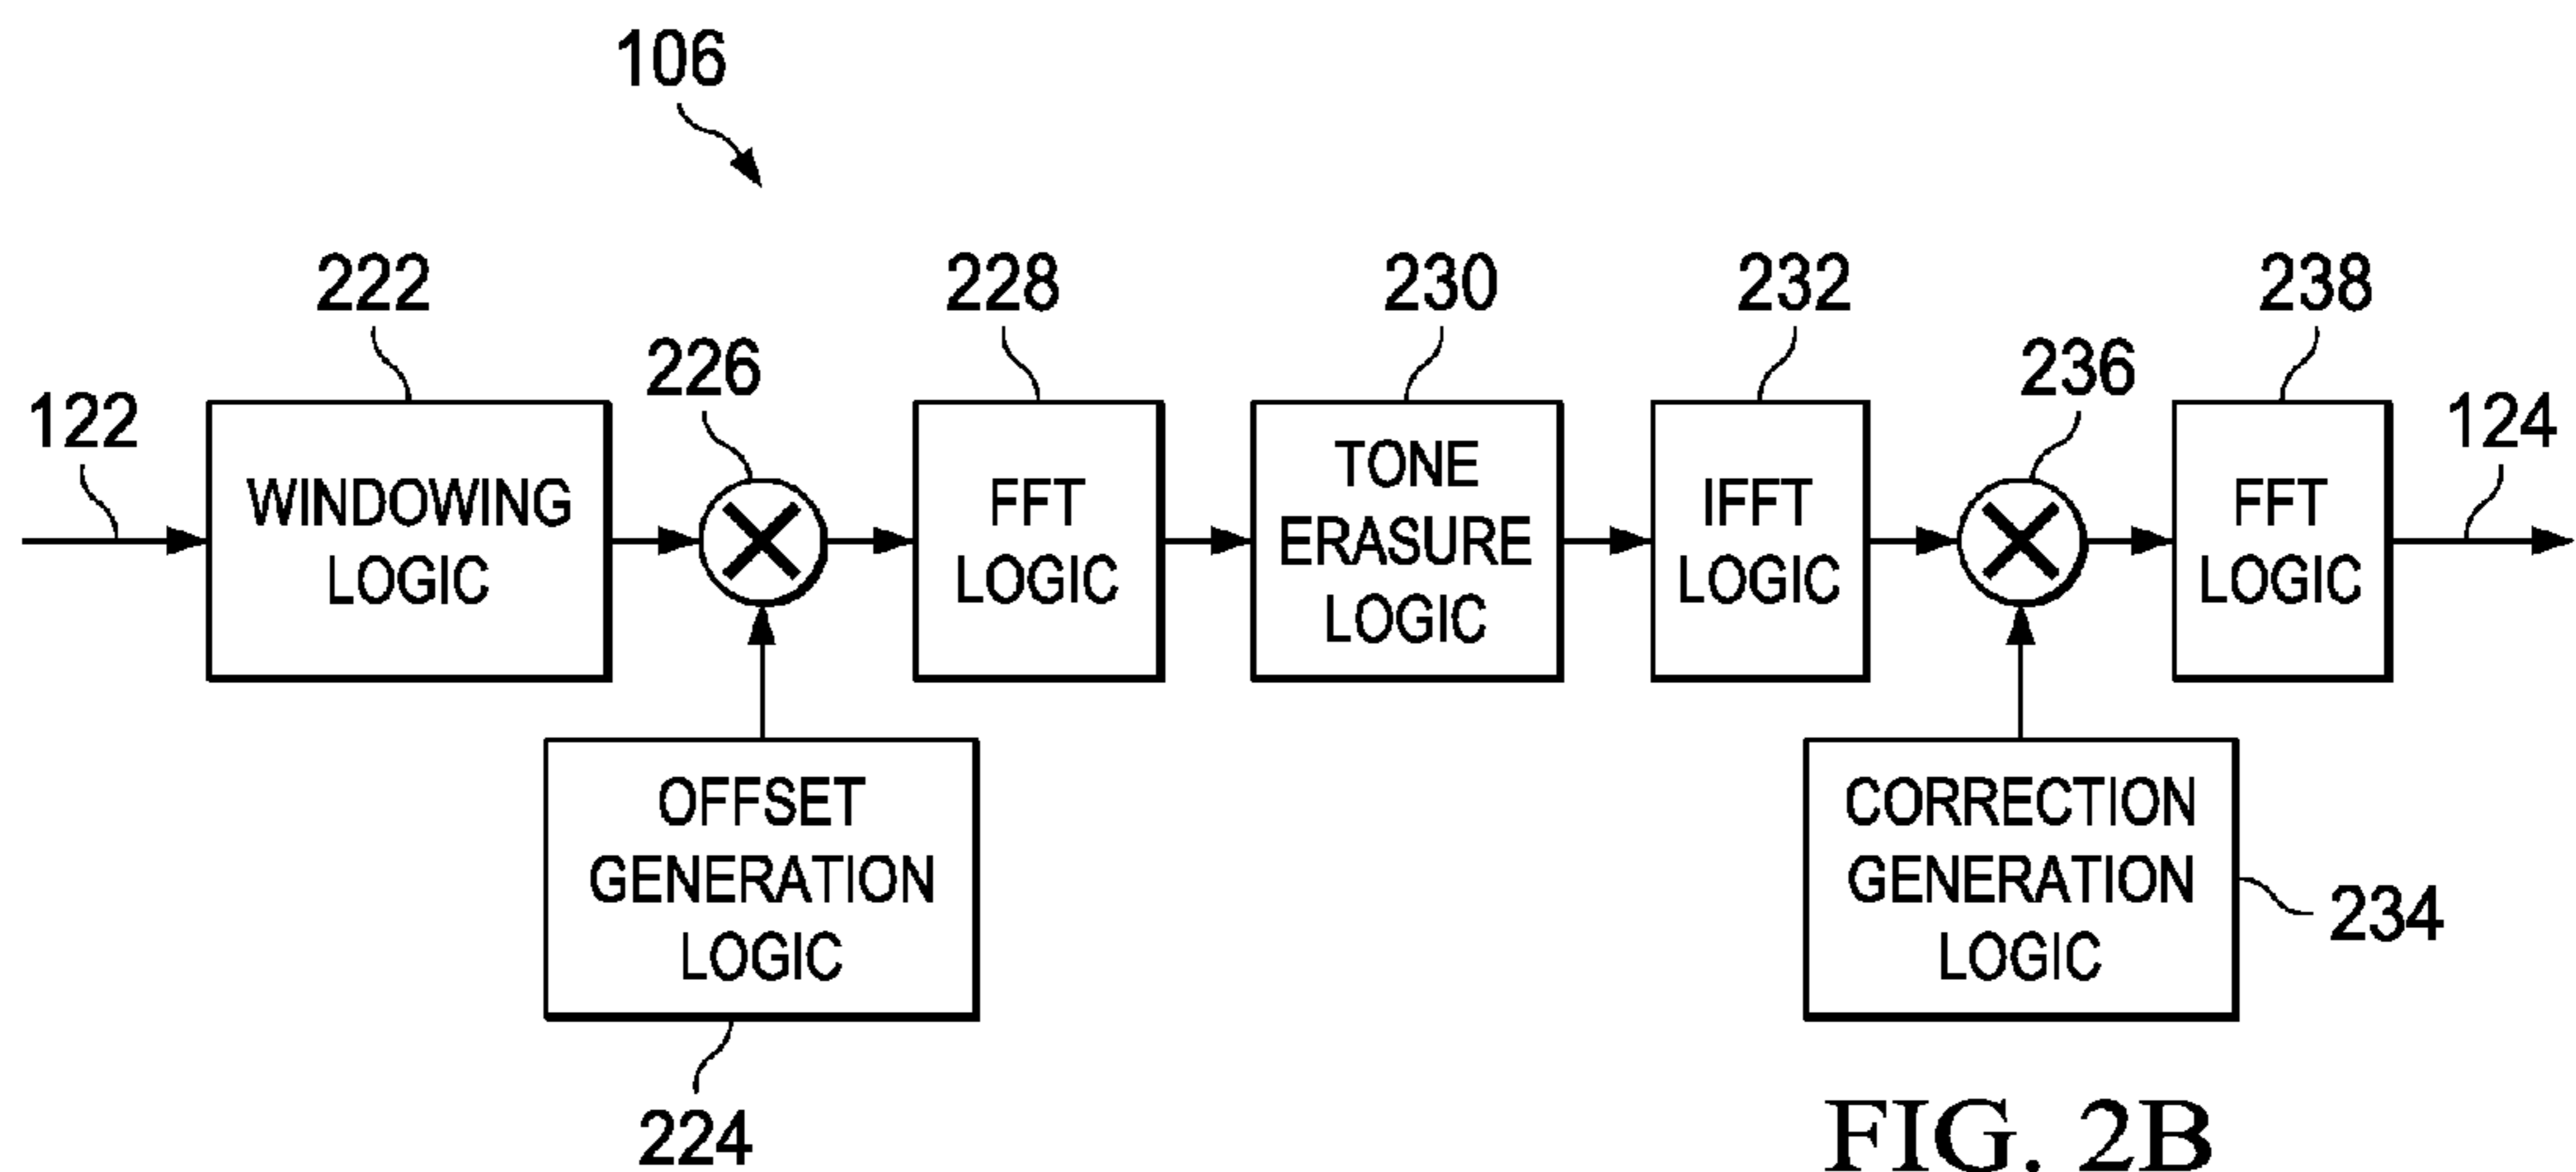 106
222
228
230
232
238
226
236
122
124
WINDOWING
LOGIC
FFT
LOGIC
TONE
ERASURE
LOGIC
IFFT
LOGIC
FFT
LOGIC
OFFSET
GENERATION
LOGIC
CORRECTION
GENERATION
LOGIC
234
224
FIG. 2B